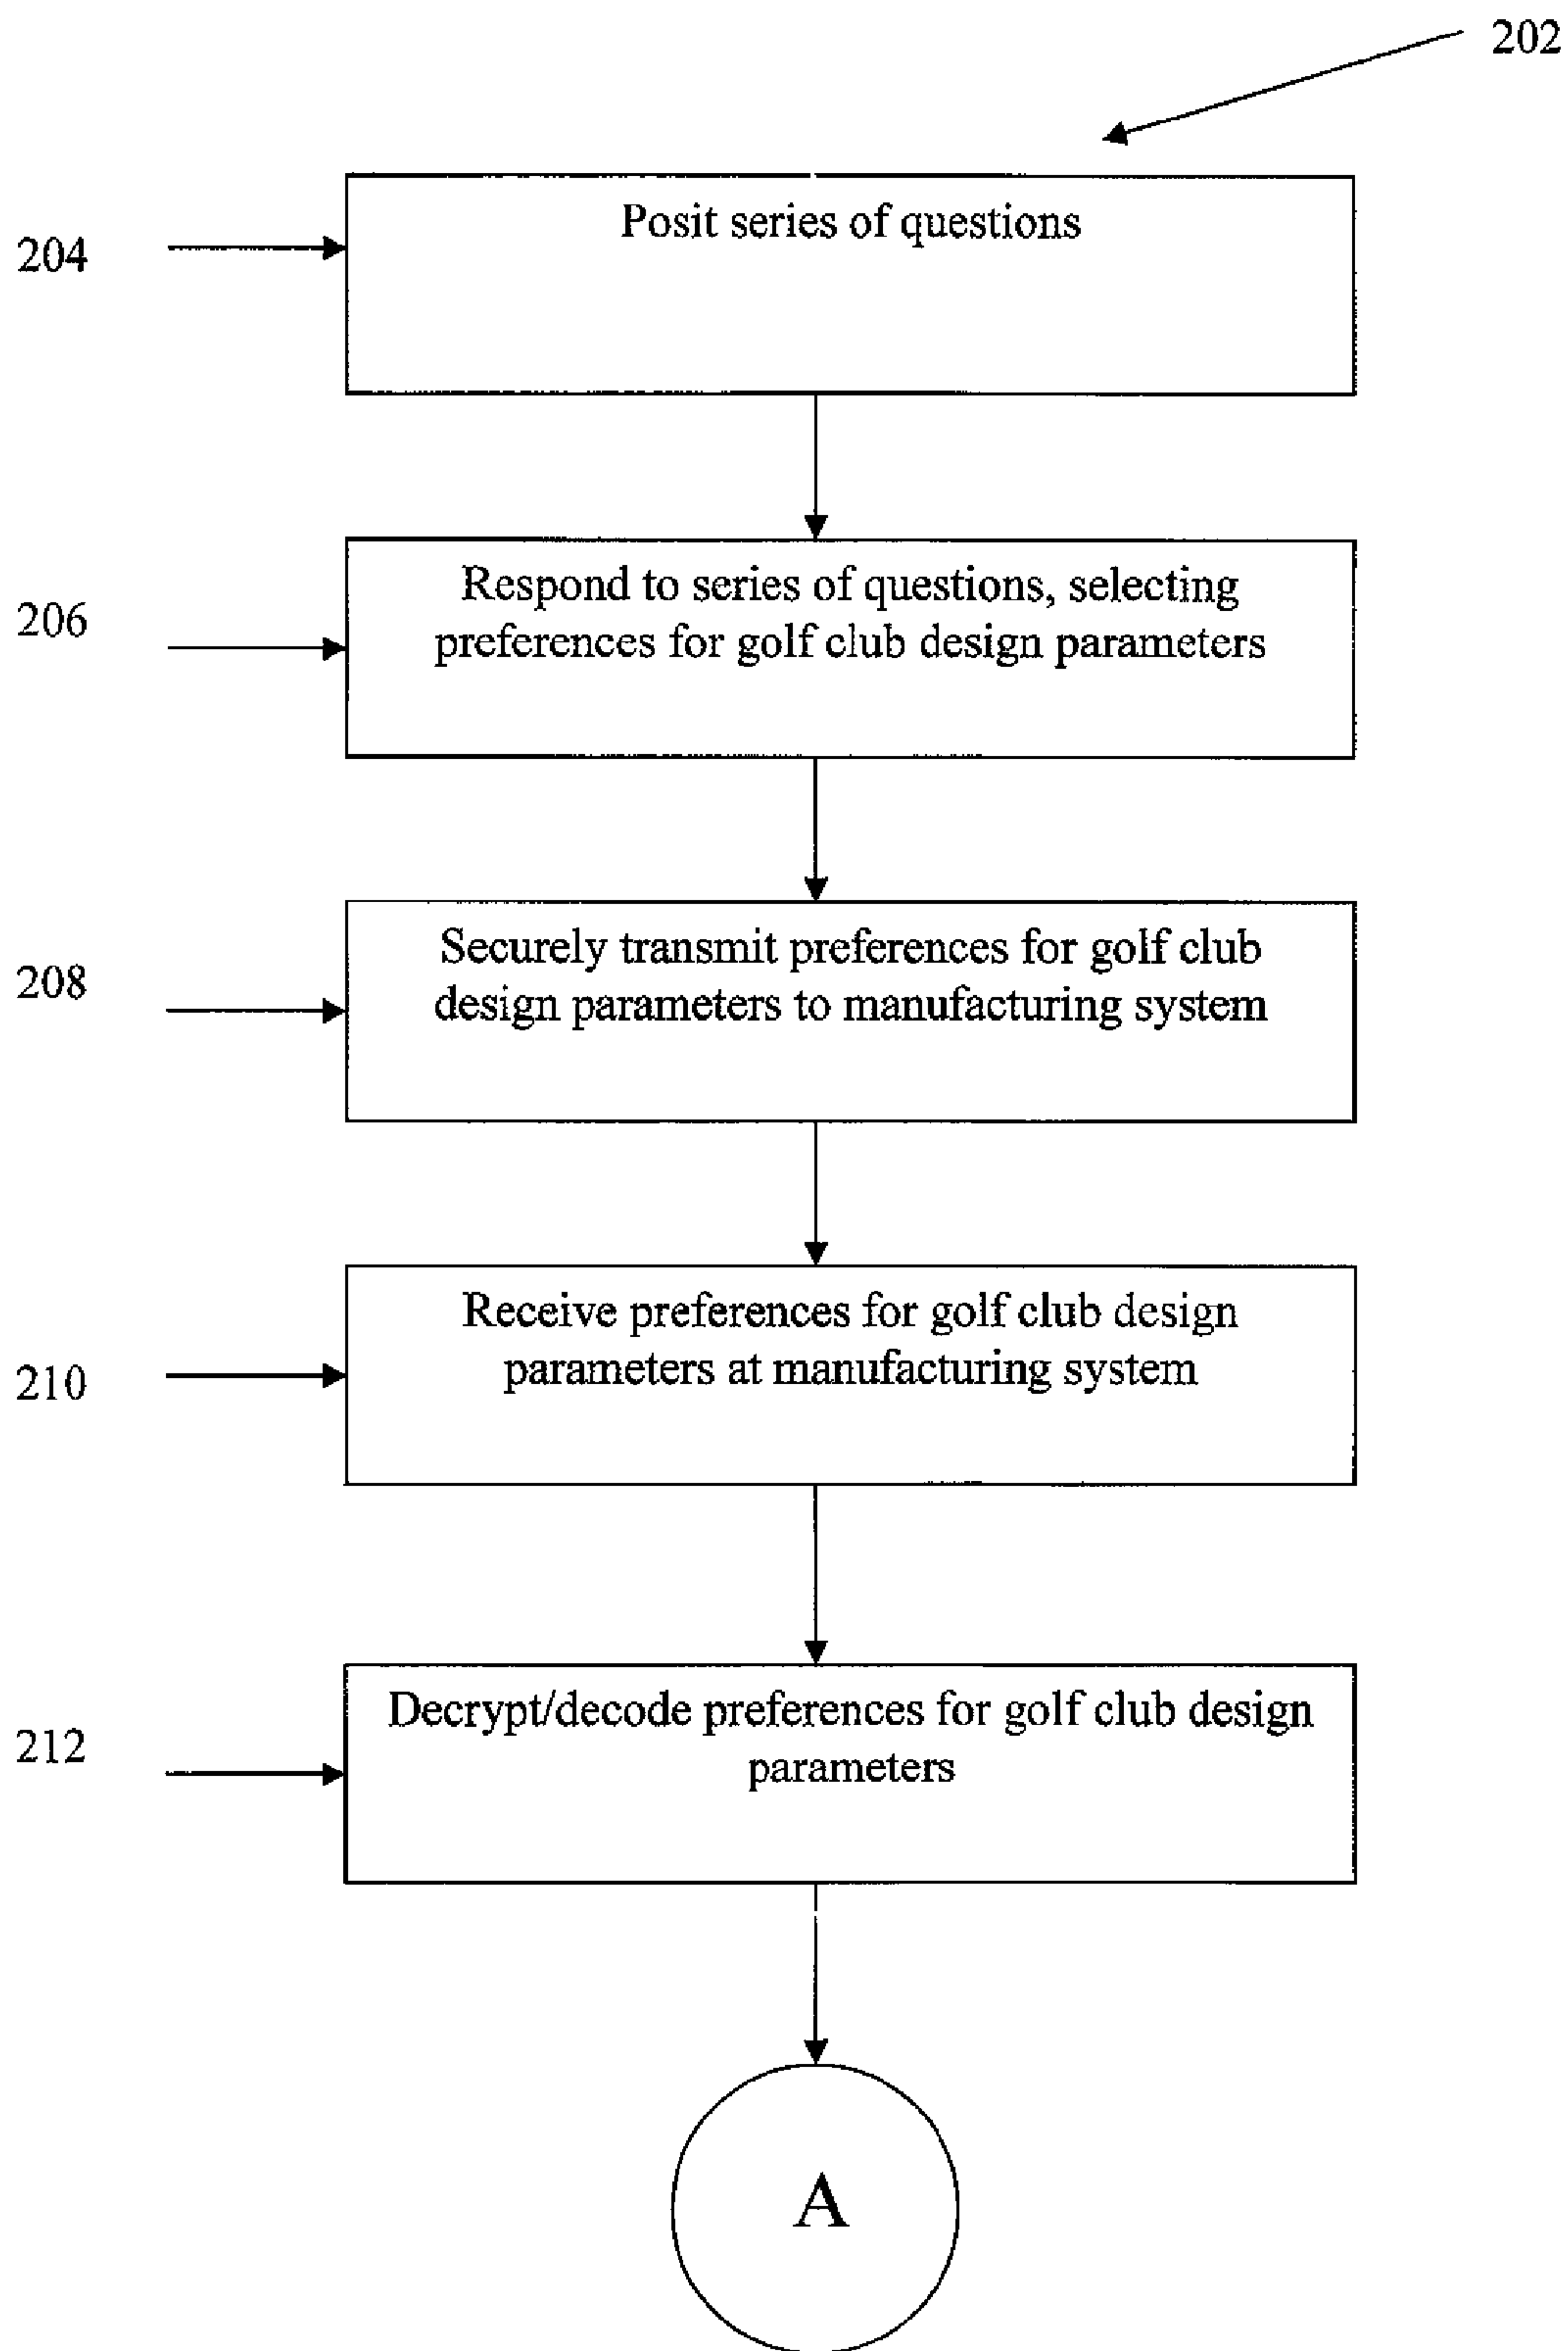 202
204
Posit series of questions
206
Respond to series of questions, selecting
preferences for golf club design parameters
208
Securely transmit preferences for golf club
design parameters to manufacturing system
210
Receive preferences for golf club design
parameters at manufacturing system
212
Decrypt/decode preferences for golf club design
parameters
A